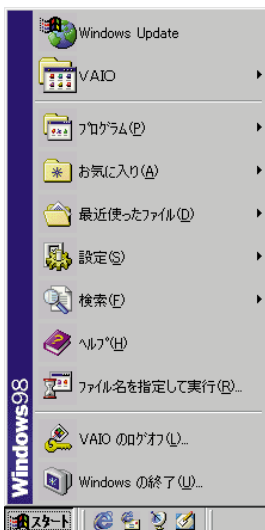 Windows Update
VAIO
ﾌﾟﾛｸﾞﾗﾑ(P)
お気に入り(A)
最近使ったﾌｧｲﾙ(D)
設定(S)
検索(F)
ﾍﾙﾌﾟ(H)
ﾌｧｲﾙ名を指定して実行(R)...
VAIO のﾛｸﾞｵﾌ(L)...
Windows の終了(U)...
Windows98
ｽﾀｰﾄ